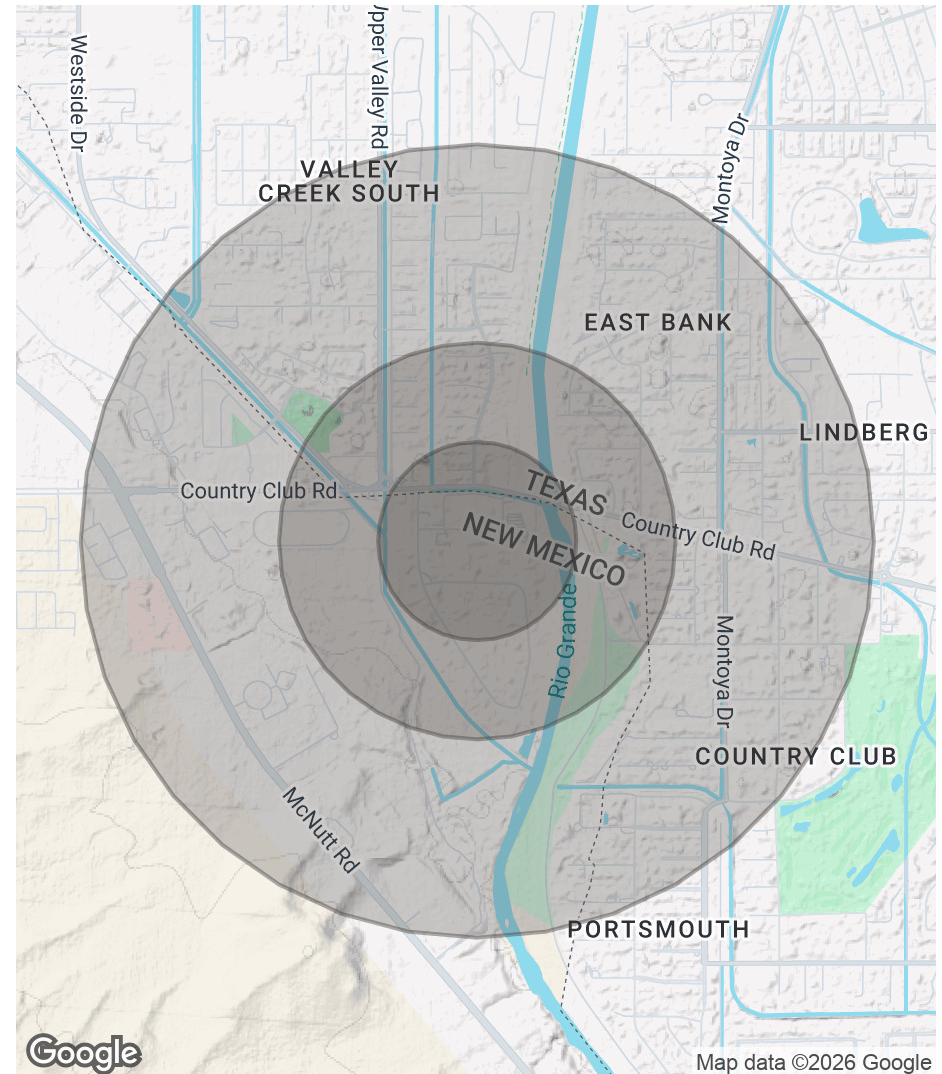 Westside Dr
Upper Valley Rd
Montoya Dr
VALLEY
CREEK SOUTH
EAST BANK
LINDBERG
Country Club Rd
TEXAS
NEW MEXICO
Country Club Rd
Rio Grande
Montoya Dr
COUNTRY CLUB
McNutt Rd
PORTSMOUTH
Google
Map data ©2026 Google